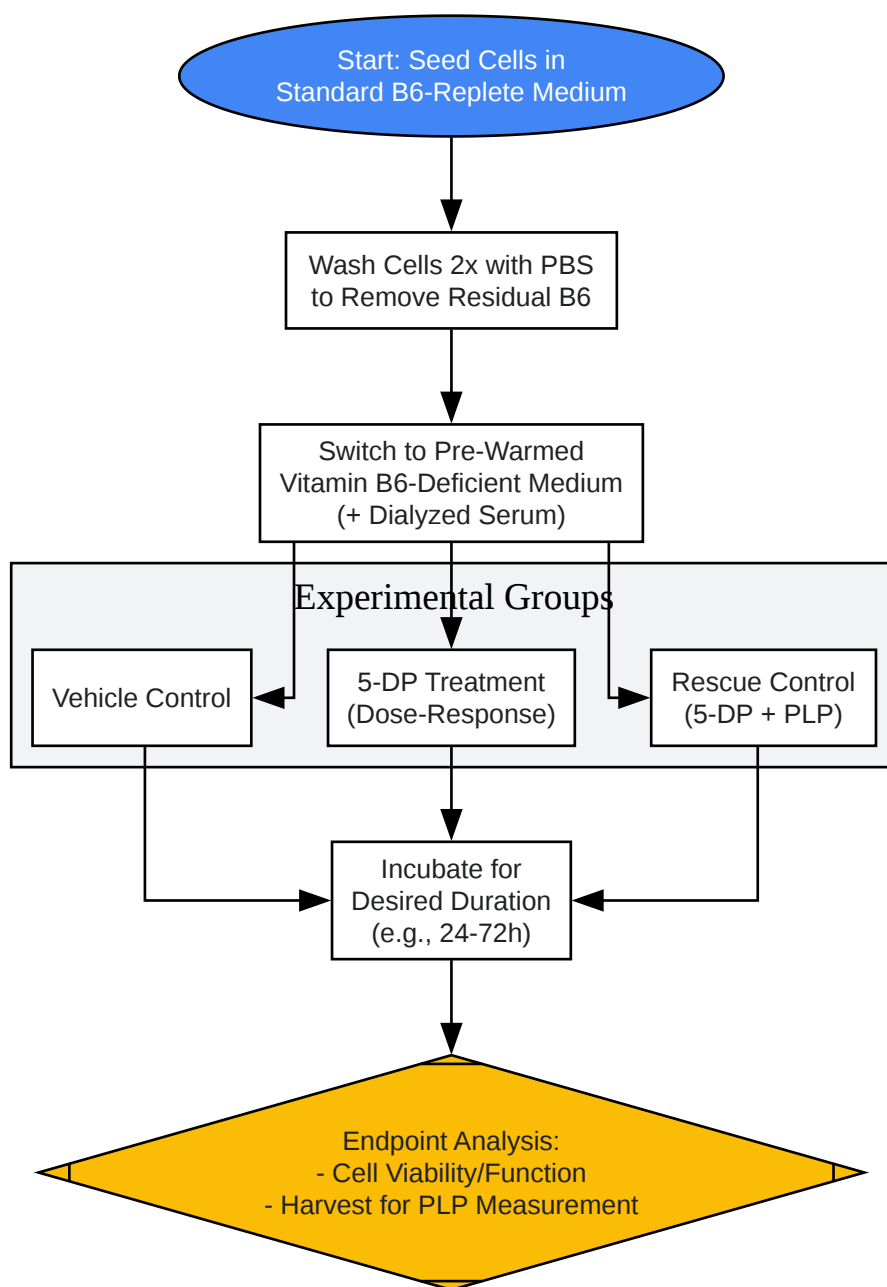 Start: Seed Cells in
Standard B6-Replete Medium
Wash Cells 2x with PBS
to Remove Residual B6
Switch to Pre-Warmed
Vitamin B6-Deficient Medium
(+ Dialyzed Serum)
Experimental Groups
Vehicle Control
5-DP Treatment
(Dose-Response)
Rescue Control
(5-DP + PLP)
Incubate for
Desired Duration
(e.g., 24-72h)
Endpoint Analysis:
- Cell Viability/Function
- Harvest for PLP Measurement